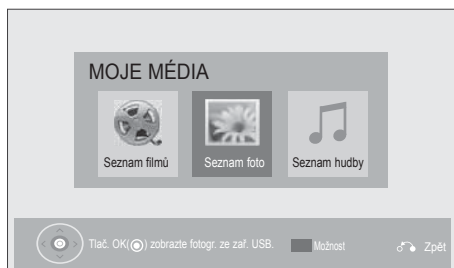 MOJE MÉDIA
Seznam filmů
Seznam foto
Seznam hudby
Tlač. OK(◉) zobrazte fotogr. ze zař. USB. Možnost Zpět